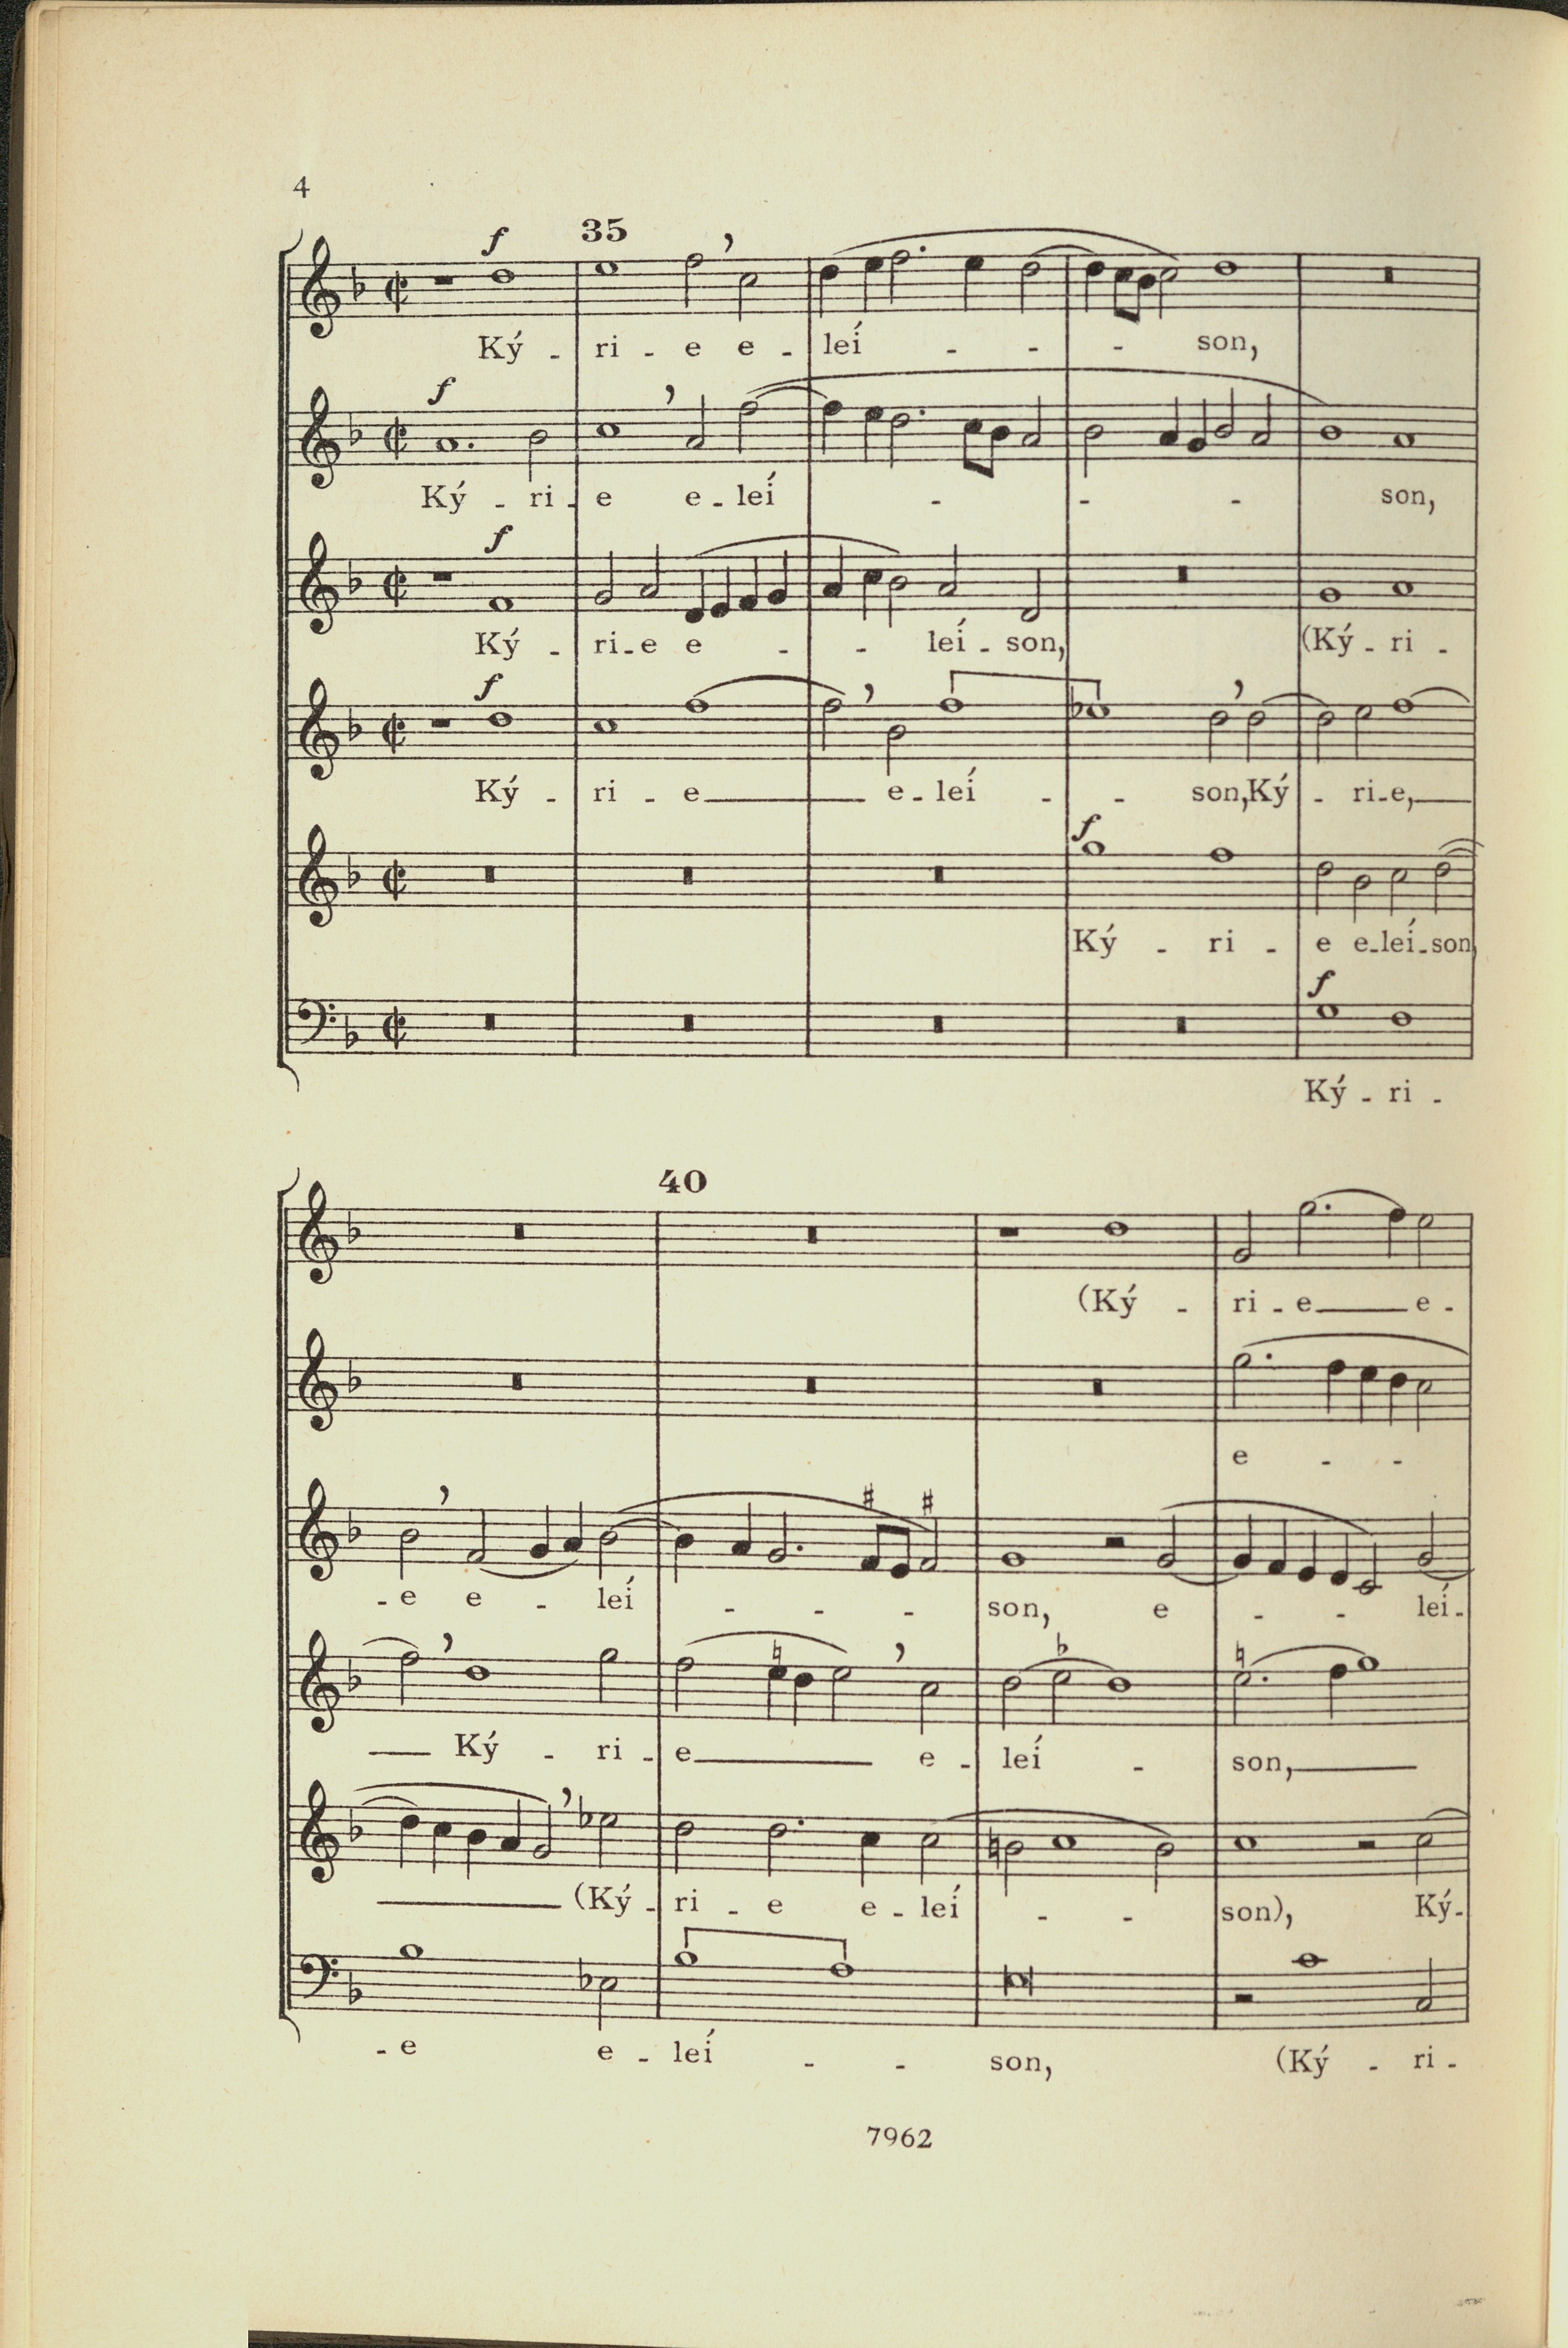 4
f 35
Ký - ri - e e - leí - - - son,
f
Ký - ri - e e - leí - - - son,
f
Ký - ri - e e - - leí - son, (Ký - ri -
f
Ký - ri - e e - leí - - son, Ký - ri - e,
f
Ký - ri - e e - leí - son,
f
Ký - ri -
40
(Ký - ri - e e -
e - -
- e e - leí - - - son, e - - leí -
Ký - ri - e e - leí - son,
(Ký - ri - e e - leí - - son), Ký -
- e e - leí - - son, (Ký - ri -
7962